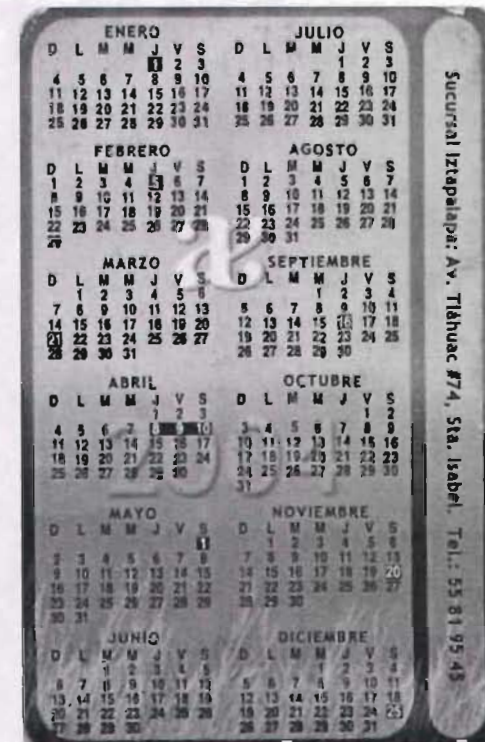 ENERO
D L M M J V S
1 2 3
4 5 6 7 8 9 10
11 12 13 14 15 16 17
18 19 20 21 22 23 24
25 26 27 28 29 30 31
FEBRERO
D L M M J V S
1 2 3 4 5 6 7
8 9 10 11 12 13 14
15 16 17 18 19 20 21
22 23 24 25 26 27 28
29
MARZO
D L M M J V S
1 2 3 4 5 6
7 8 9 10 11 12 13
14 15 16 17 18 19 20
21 22 23 24 25 26 27
28 29 30 31
ABRIL
D L M M J V S
1 2 3
4 5 6 7 8 9 10
11 12 13 14 15 16 17
18 19 20 21 22 23 24
25 26 27 28 29 30
MAYO
D L M M J V S
1
2 3 4 5 6 7 8
9 10 11 12 13 14 15
16 17 18 19 20 21 22
23 24 25 26 27 28 29
30 31
JUNIO
D L M M J V S
1 2 3 4 5
6 7 8 9 10 11 12
13 14 15 16 17 18 19
20 21 22 23 24 25 26
27 28 29 30
JULIO
D L M M J V S
1 2 3
4 5 6 7 8 9 10
11 12 13 14 15 16 17
18 19 20 21 22 23 24
25 26 27 28 29 30 31
AGOSTO
D L M M J V S
1 2 3 4 5 6 7
8 9 10 11 12 13 14
15 16 17 18 19 20 21
22 23 24 25 26 27 28
29 30 31
SEPTIEMBRE
D L M M J V S
1 2 3 4
5 6 7 8 9 10 11
12 13 14 15 16 17 18
19 20 21 22 23 24 25
26 27 28 29 30
OCTUBRE
D L M M J V S
1 2
3 4 5 6 7 8 9
10 11 12 13 14 15 16
17 18 19 20 21 22 23
24 25 26 27 28 29 30
31
NOVIEMBRE
D L M M J V S
1 2 3 4 5 6
7 8 9 10 11 12 13
14 15 16 17 18 19 20
21 22 23 24 25 26 27
28 29 30
DICIEMBRE
D L M M J V S
1 2 3 4
5 6 7 8 9 10 11
12 13 14 15 16 17 18
19 20 21 22 23 24 25
26 27 28 29 30 31
2004
Sucursal Iztapalapa: Av. Tláhuac #74, Sta. Isabel. Tel.: 55 81 95 45